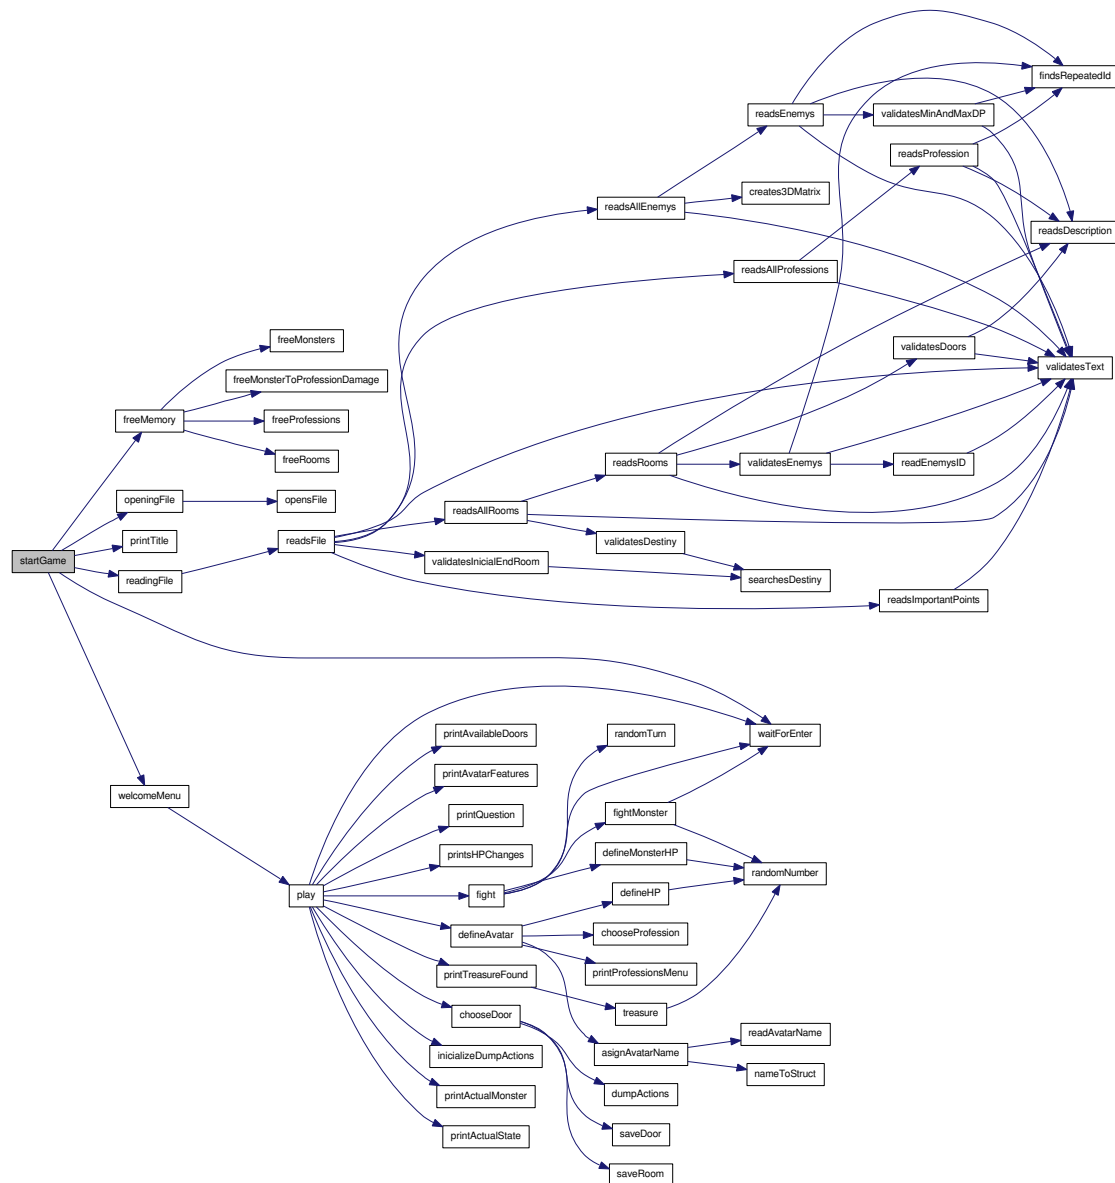 findsRepeatedId
readsEnemys
validatesMinAndMaxDP
readsProfession
creates3DMatrix
readsAllEnemys
readsDescription
readsAllProfessions
freeMonsters
validatesDoors
validatesText
freeMonsterToProfessionDamage
freeMemory
freeProfessions
freeRooms
readsRooms
validatesEnemys
readEnemysID
openingFile
opensFile
readsAllRooms
printTitle
readsFile
validatesDestiny
startGame
validatesInicialEndRoom
readingFile
searchesDestiny
readsImportantPoints
printAvailableDoors
randomTurn
waitForEnter
printAvatarFeatures
welcomeMenu
printQuestion
fightMonster
printsHPChanges
defineMonsterHP
randomNumber
play
fight
defineHP
defineAvatar
chooseProfession
printTreasureFound
printProfessionsMenu
chooseDoor
treasure
readAvatarName
inicializeDumpActions
asignAvatarName
nameToStruct
printActualMonster
dumpActions
printActualState
saveDoor
saveRoom